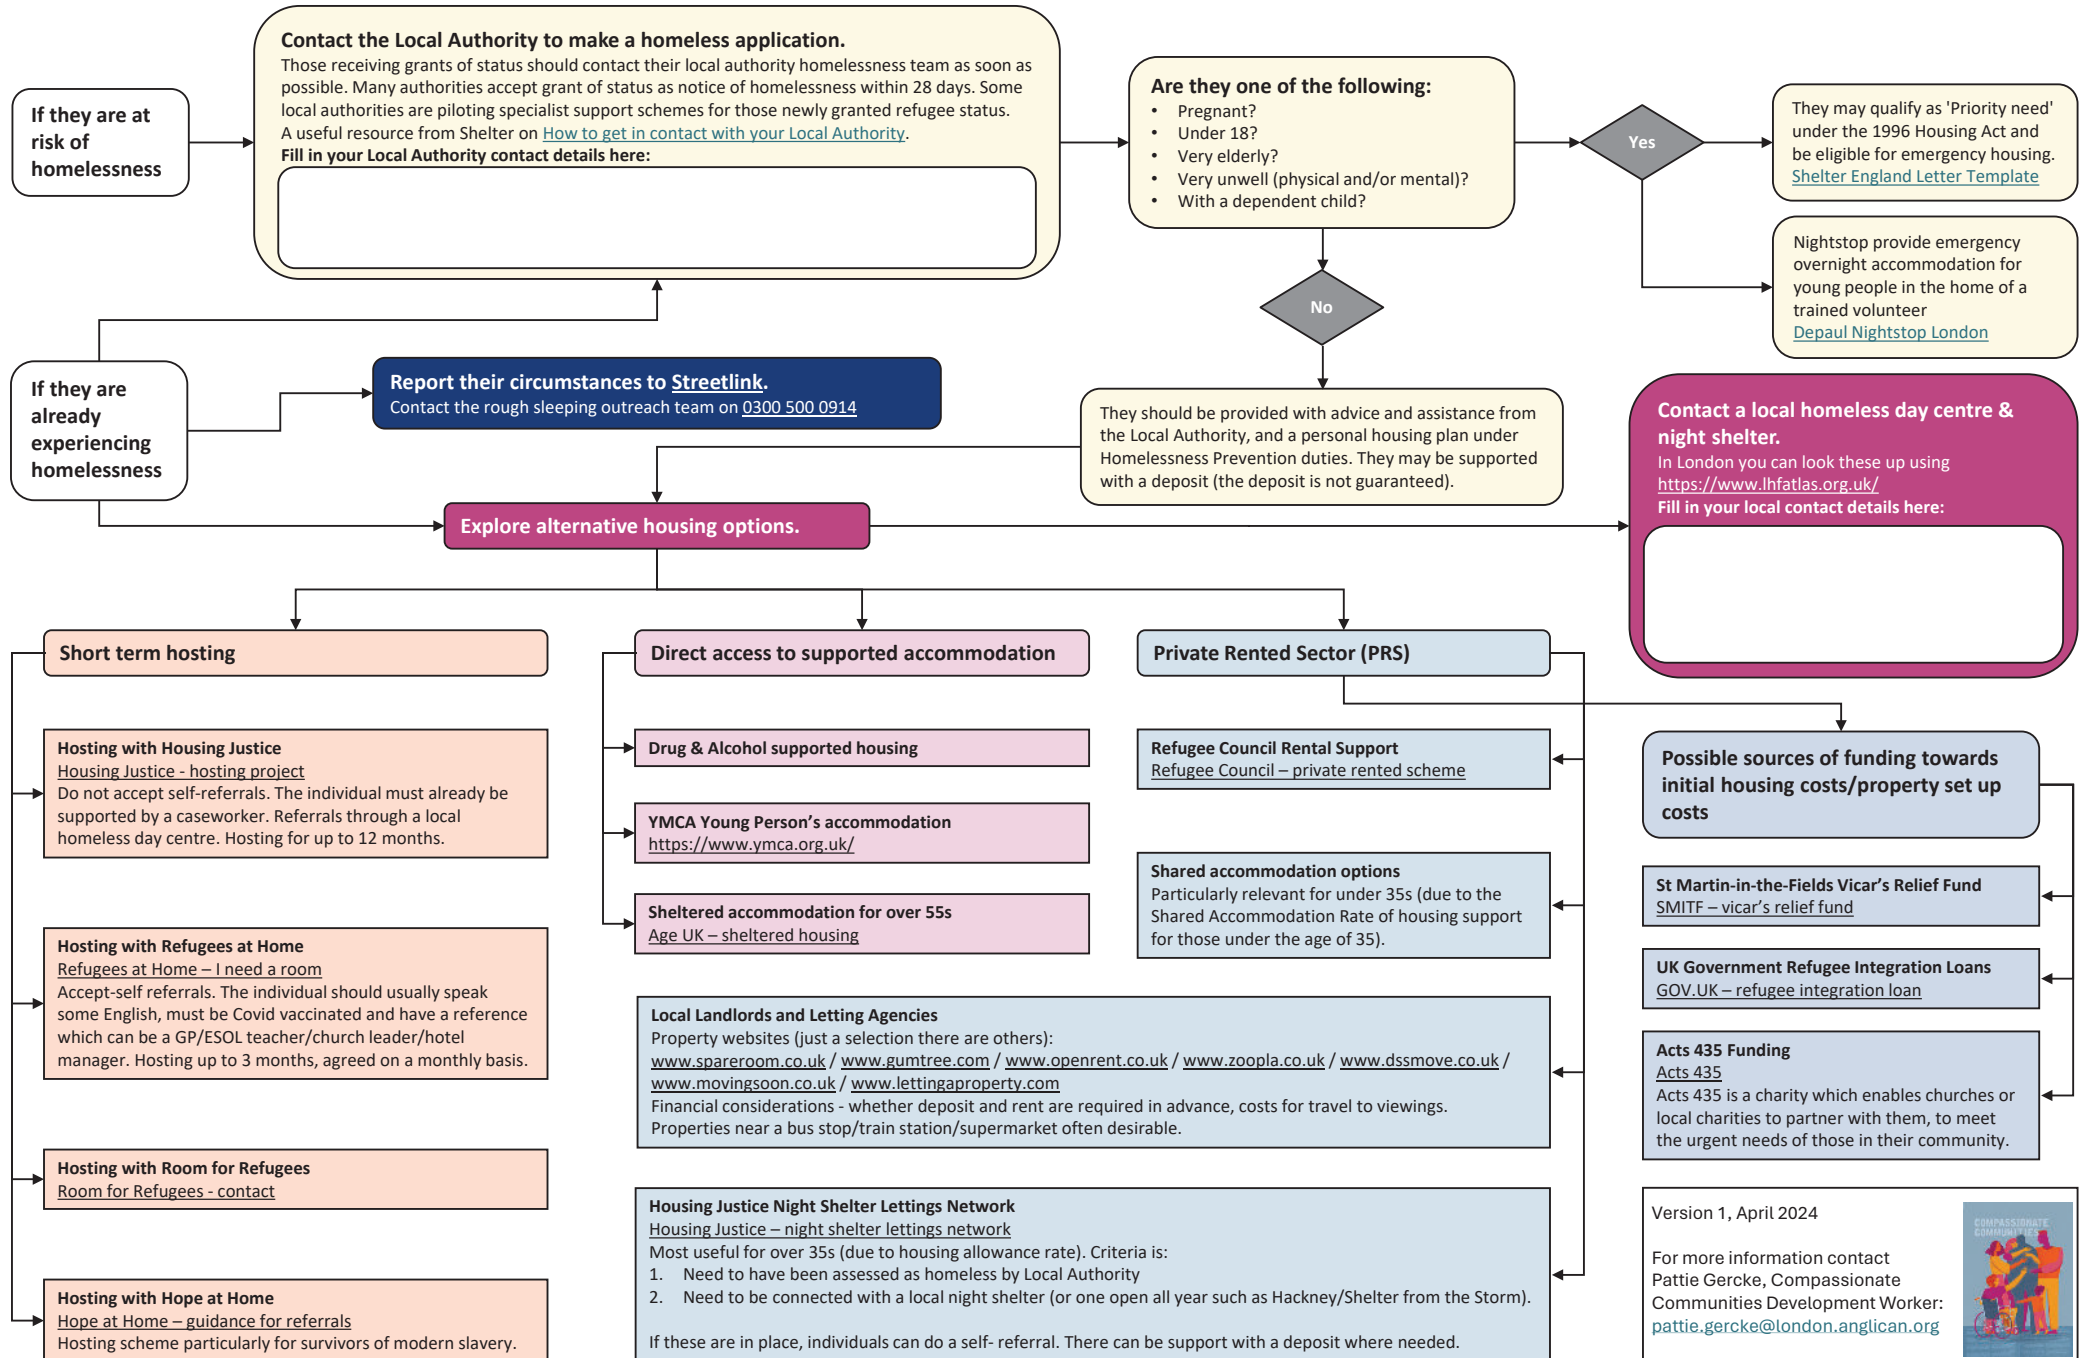 If they are at
risk of
homelessness
Contact the Local Authority to make a homeless application.
Those receiving grants of status should contact their local authority homelessness team as soon as
possible. Many authorities accept grant of status as notice of homelessness within 28 days. Some
local authorities are piloting specialist support schemes for those newly granted refugee status.
A useful resource from Shelter on How to get in contact with your Local Authority.
Fill in your Local Authority contact details here:
Are they one of the following:
• Pregnant?
• Under 18?
• Very elderly?
• Very unwell (physical and/or mental)?
• With a dependent child?
Yes
They may qualify as 'Priority need'
under the 1996 Housing Act and
be eligible for emergency housing.
Shelter England Letter Template
Nightstop provide emergency
overnight accommodation for
young people in the home of a
trained volunteer
Depaul Nightstop London
No
If they are
already
experiencing
homelessness
Report their circumstances to Streetlink.
Contact the rough sleeping outreach team on 0300 500 0914
They should be provided with advice and assistance from
the Local Authority, and a personal housing plan under
Homelessness Prevention duties. They may be supported
with a deposit (the deposit is not guaranteed).
Contact a local homeless day centre &
night shelter.
In London you can look these up using
https://www.lhfatlas.org.uk/
Fill in your local contact details here:
Explore alternative housing options.
Short term hosting
Hosting with Housing Justice
Housing Justice - hosting project
Do not accept self-referrals. The individual must already be
supported by a caseworker. Referrals through a local
homeless day centre. Hosting for up to 12 months.
Hosting with Refugees at Home
Refugees at Home – I need a room
Accept-self referrals. The individual should usually speak
some English, must be Covid vaccinated and have a reference
which can be a GP/ESOL teacher/church leader/hotel
manager. Hosting up to 3 months, agreed on a monthly basis.
Hosting with Room for Refugees
Room for Refugees - contact
Hosting with Hope at Home
Hope at Home – guidance for referrals
Hosting scheme particularly for survivors of modern slavery.
Direct access to supported accommodation
Drug & Alcohol supported housing
YMCA Young Person’s accommodation
https://www.ymca.org.uk/
Sheltered accommodation for over 55s
Age UK – sheltered housing
Private Rented Sector (PRS)
Refugee Council Rental Support
Refugee Council – private rented scheme
Shared accommodation options
Particularly relevant for under 35s (due to the
Shared Accommodation Rate of housing support
for those under the age of 35).
Local Landlords and Letting Agencies
Property websites (just a selection there are others):
www.spareroom.co.uk / www.gumtree.com / www.openrent.co.uk / www.zoopla.co.uk / www.dssmove.co.uk /
www.movingsoon.co.uk / www.lettingaproperty.com
Financial considerations - whether deposit and rent are required in advance, costs for travel to viewings.
Properties near a bus stop/train station/supermarket often desirable.
Housing Justice Night Shelter Lettings Network
Housing Justice – night shelter lettings network
Most useful for over 35s (due to housing allowance rate). Criteria is:
1. Need to have been assessed as homeless by Local Authority
2. Need to be connected with a local night shelter (or one open all year such as Hackney/Shelter from the Storm).
If these are in place, individuals can do a self- referral. There can be support with a deposit where needed.
Possible sources of funding towards
initial housing costs/property set up
costs
St Martin-in-the-Fields Vicar’s Relief Fund
SMITF – vicar’s relief fund
UK Government Refugee Integration Loans
GOV.UK – refugee integration loan
Acts 435 Funding
Acts 435
Acts 435 is a charity which enables churches or
local charities to partner with them, to meet
the urgent needs of those in their community.
Version 1, April 2024
For more information contact
Pattie Gercke, Compassionate
Communities Development Worker:
pattie.gercke@london.anglican.org
COMPASSIONATE
COMMUNITIES